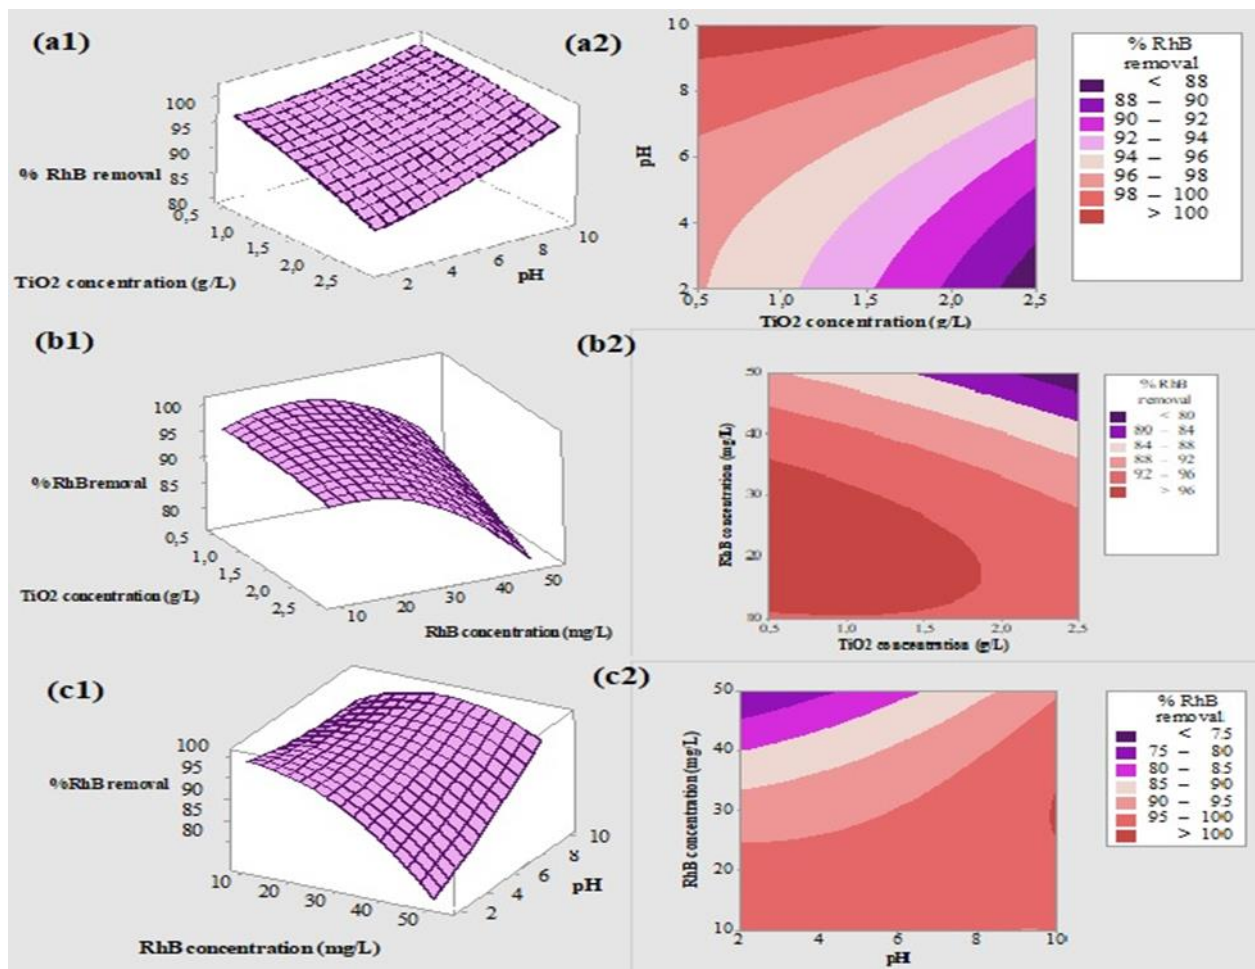 (a1)
100
95
90
% RhB removal 85
80
0,5
1,0
1,5
2,0
2,5
TiO2 concentration (g/L)
2
4
6
8
10
pH
(a2)
10
8
pH
6
4
2
0,5 1,0 1,5 2,0 2,5
TiO2 concentration (g/L)
% RhB
removal
< 88
88 – 90
90 – 92
92 – 94
94 – 96
96 – 98
98 – 100
> 100
(b1)
100
95
90
%RhB removal 85
80
0,5
1,0
1,5
2,0
2,5
TiO2 concentration (g/L)
10
20
30
40
50
RhB concentration (mg/L)
(b2)
50
40
RhB concentration (mg/L)
30
20
10
0,5 1,0 1,5 2,0 2,5
TiO2 concentration (g/L)
% RhB
removal
< 80
80 – 84
84 – 88
88 – 92
92 – 96
> 96
(c1)
100
95
90
%RhB removal
85
80
10
20
30
40
50
RhB concentration (mg/L)
2
4
6
8
10
pH
(c2)
50
40
RhB concentration (mg/L)
30
20
10
2 4 6 8 10
pH
% RhB
removal
< 75
75 – 80
80 – 85
85 – 90
90 – 95
95 – 100
> 100